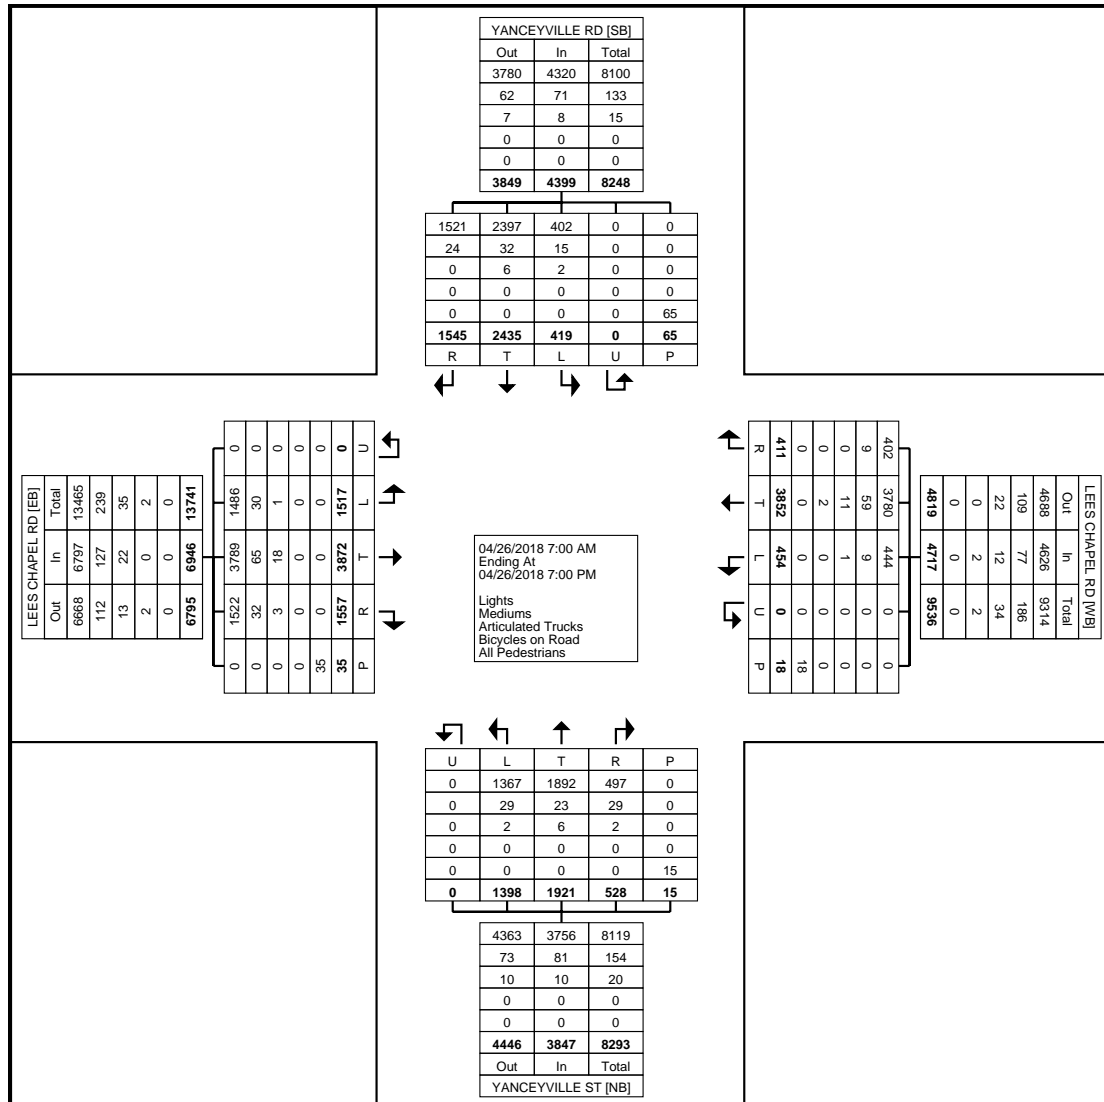 YANCEYVILLE RD [SB]
Out In Total
3780 4320 8100
62 71 133
7 8 15
0 0 0
0 0 0
3849 4399 8248
1521 2397 402 0 0
24 32 15 0 0
0 6 2 0 0
0 0 0 0 0
0 0 0 0 65
1545 2435 419 0 65
R T L U P
LEES CHAPEL RD [EB]
Total In Out
13465 6797 6668
239 127 112
35 22 13
2 0 2
0 0 0
13741 6946 6795
0 1486 3789 1522 0
0 30 65 32 0
0 1 18 3 0
0 0 0 0 0
0 0 0 0 35
0 1517 3872 1557 35
U L T R P
04/26/2018 7:00 AM
Ending At
04/26/2018 7:00 PM
Lights
Mediums
Articulated Trucks
Bicycles on Road
All Pedestrians
LEES CHAPEL RD [WB]
Out In Total
4688 4626 9314
109 77 186
22 12 34
0 2 2
0 0 0
4819 4717 9536
402 3780 444 0 0
9 59 9 0 0
0 11 1 0 0
0 2 0 0 0
0 0 0 0 18
411 3852 454 0 18
R T L U P
U L T R P
0 1367 1892 497 0
0 29 23 29 0
0 2 6 2 0
0 0 0 0 0
0 0 0 0 15
0 1398 1921 528 15
4363 3756 8119
73 81 154
10 10 20
0 0 0
0 0 0
4446 3847 8293
Out In Total
YANCEYVILLE ST [NB]